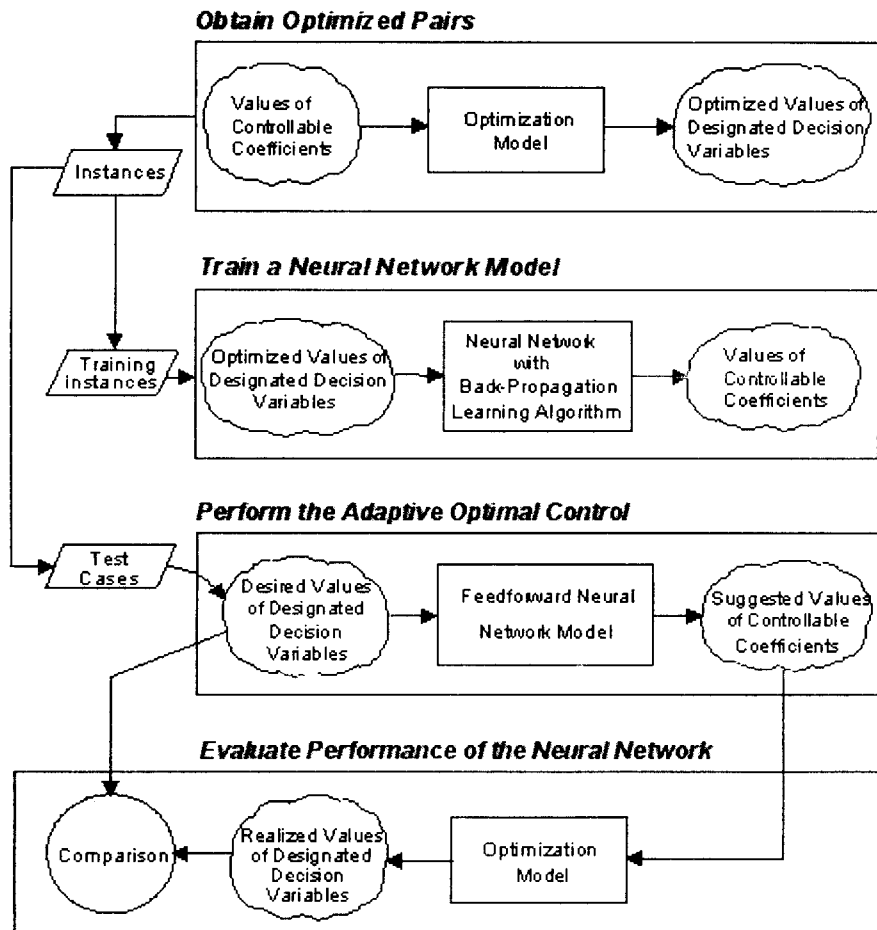 Obtain Optimized Pairs
Values of
Controllable
Coefficients
Optimization
Model
Optimized Values of
Designated Decision
Variables
Instances
Train a Neural Network Model
Training
instances
Optimized Values of
Designated Decision
Variables
Neural Network
with
Back-Propagation
Learning Algorithm
Values of
Controllable
Coefficients
Perform the Adaptive Optimal Control
Test
Cases
Desired Values
of Designated
Decision
Variables
Feedforward Neural
Network Model
Suggested Values
of Controllable
Coefficients
Evaluate Performance of the Neural Network
Comparison
Realized Values
of Designated
Decision
Variables
Optimization
Model